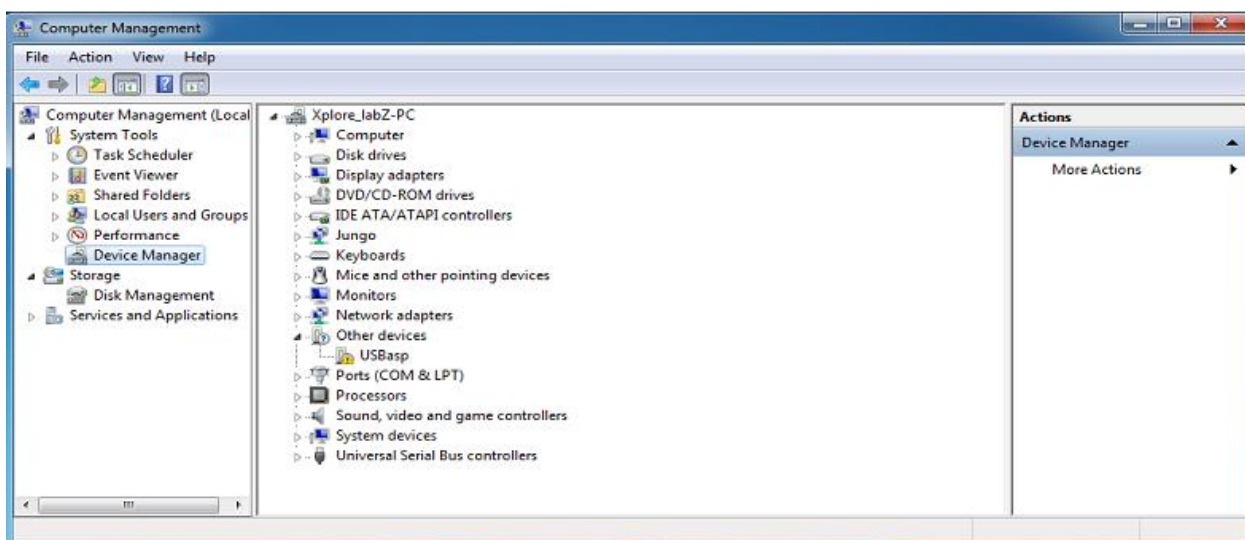 Computer Management
File Action View Help
Computer Management (Local
System Tools
Task Scheduler
Event Viewer
Shared Folders
Local Users and Groups
Performance
Device Manager
Storage
Disk Management
Services and Applications
Xplore_labZ-PC
Computer
Disk drives
Display adapters
DVD/CD-ROM drives
IDE ATA/ATAPI controllers
Jungo
Keyboards
Mice and other pointing devices
Monitors
Network adapters
Other devices
USBasp
Ports (COM & LPT)
Processors
Sound, video and game controllers
System devices
Universal Serial Bus controllers
Actions
Device Manager
More Actions